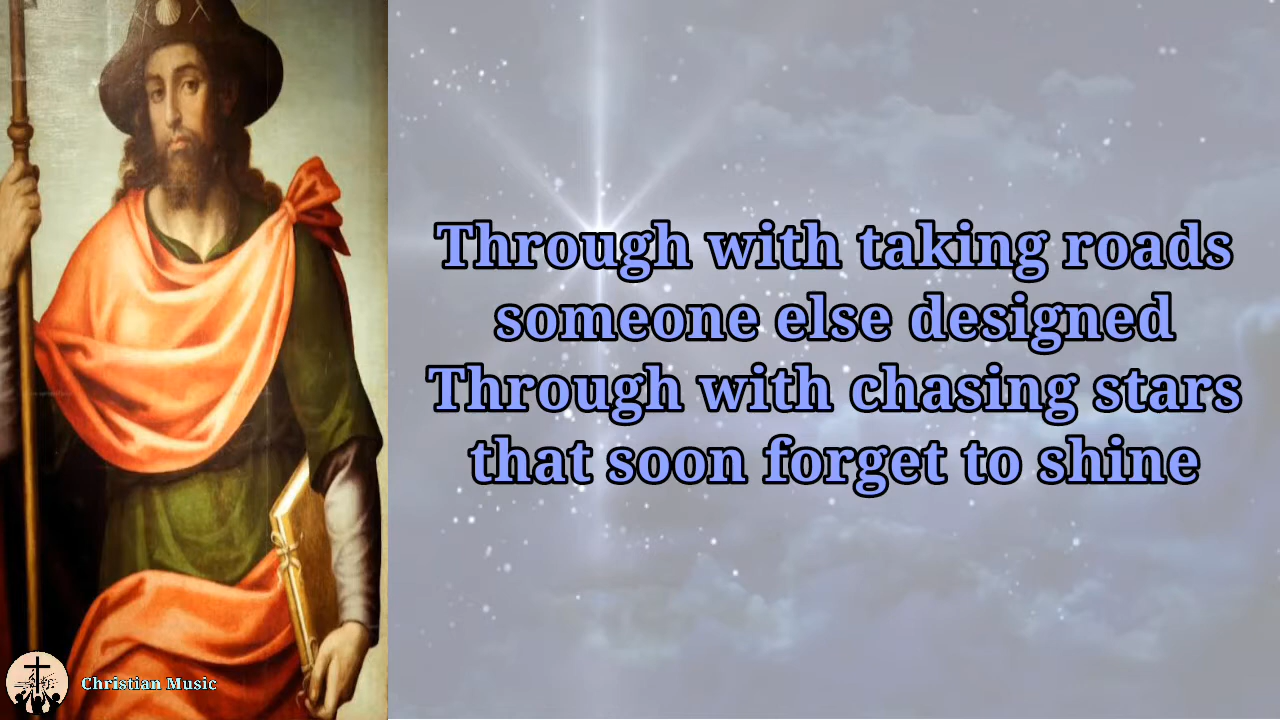 Through with taking roads
someone else designed
Through with chasing stars
that soon forget to shine
Christian Music